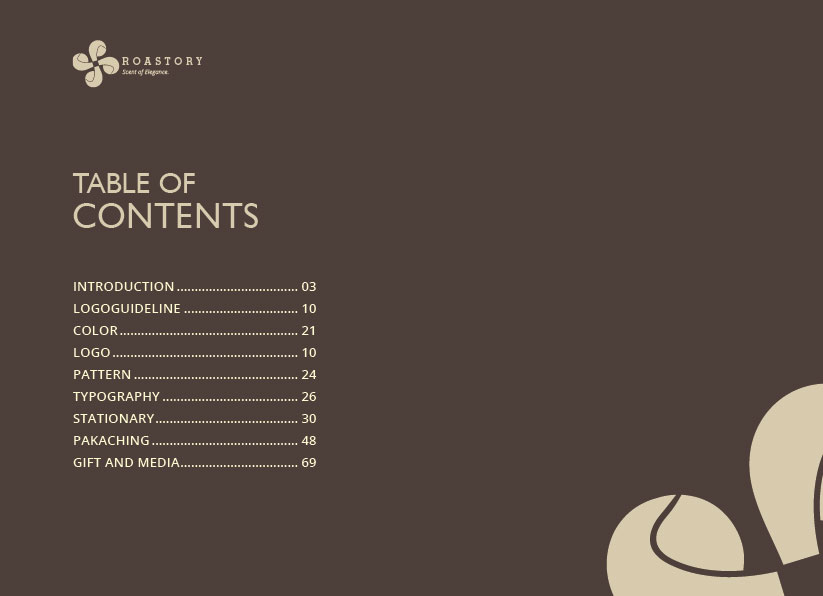 ROASTORY
Scent of Elegance.
TABLE OF
CONTENTS
INTRODUCTION .................................. 03
LOGOGUIDELINE ................................ 10
COLOR .................................................. 21
LOGO .................................................... 10
PATTERN .............................................. 24
TYPOGRAPHY ...................................... 26
STATIONARY ........................................ 30
PAKACHING ......................................... 48
GIFT AND MEDIA ................................. 69